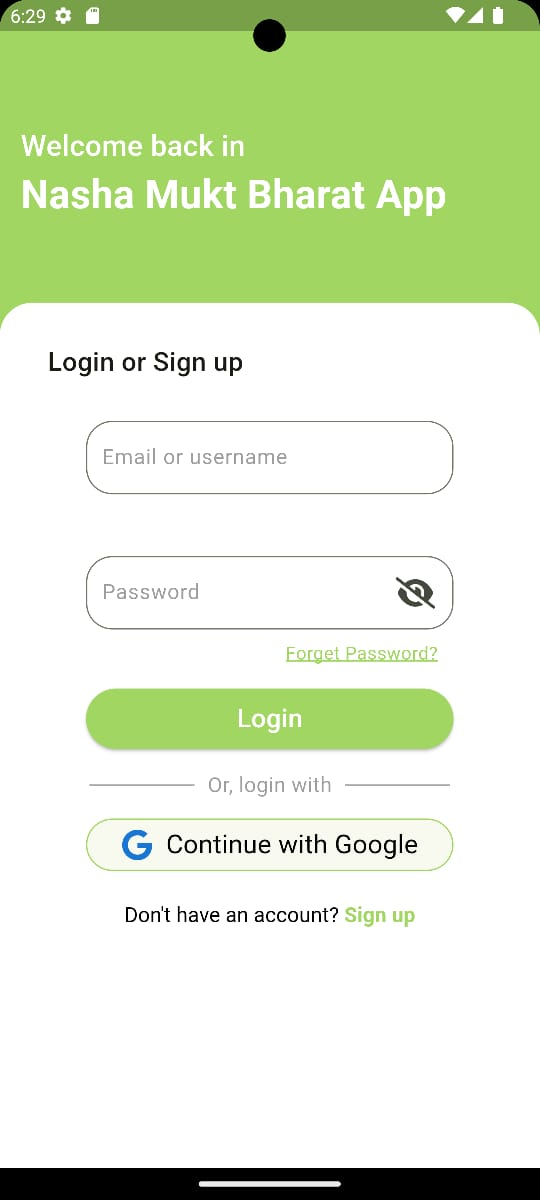 6:29
Welcome back in
Nasha Mukt Bharat App
Login or Sign up
Email or username
Password
Forget Password?
Login
Or, login with
Continue with Google
Don't have an account? Sign up